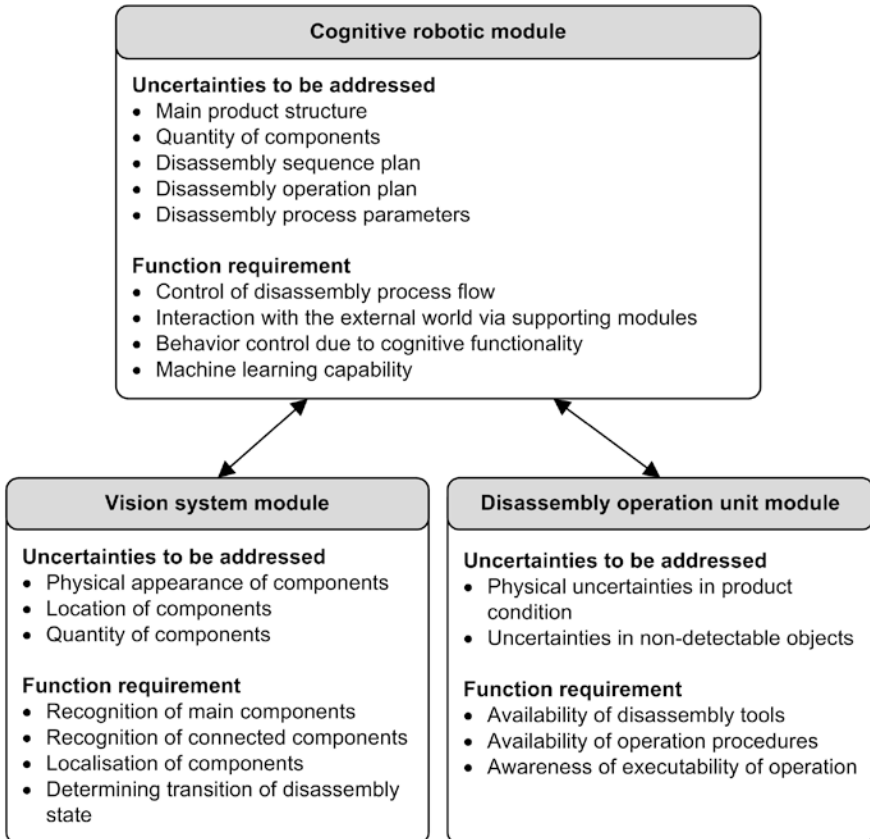 Cognitive robotic module
Uncertainties to be addressed
• Main product structure
• Quantity of components
• Disassembly sequence plan
• Disassembly operation plan
• Disassembly process parameters
Function requirement
• Control of disassembly process flow
• Interaction with the external world via supporting modules
• Behavior control due to cognitive functionality
• Machine learning capability
Vision system module
Uncertainties to be addressed
• Physical appearance of components
• Location of components
• Quantity of components
Function requirement
• Recognition of main components
• Recognition of connected components
• Localisation of components
• Determining transition of disassembly
state
Disassembly operation unit module
Uncertainties to be addressed
• Physical uncertainties in product
condition
• Uncertainties in non-detectable objects
Function requirement
• Availability of disassembly tools
• Availability of operation procedures
• Awareness of executability of operation